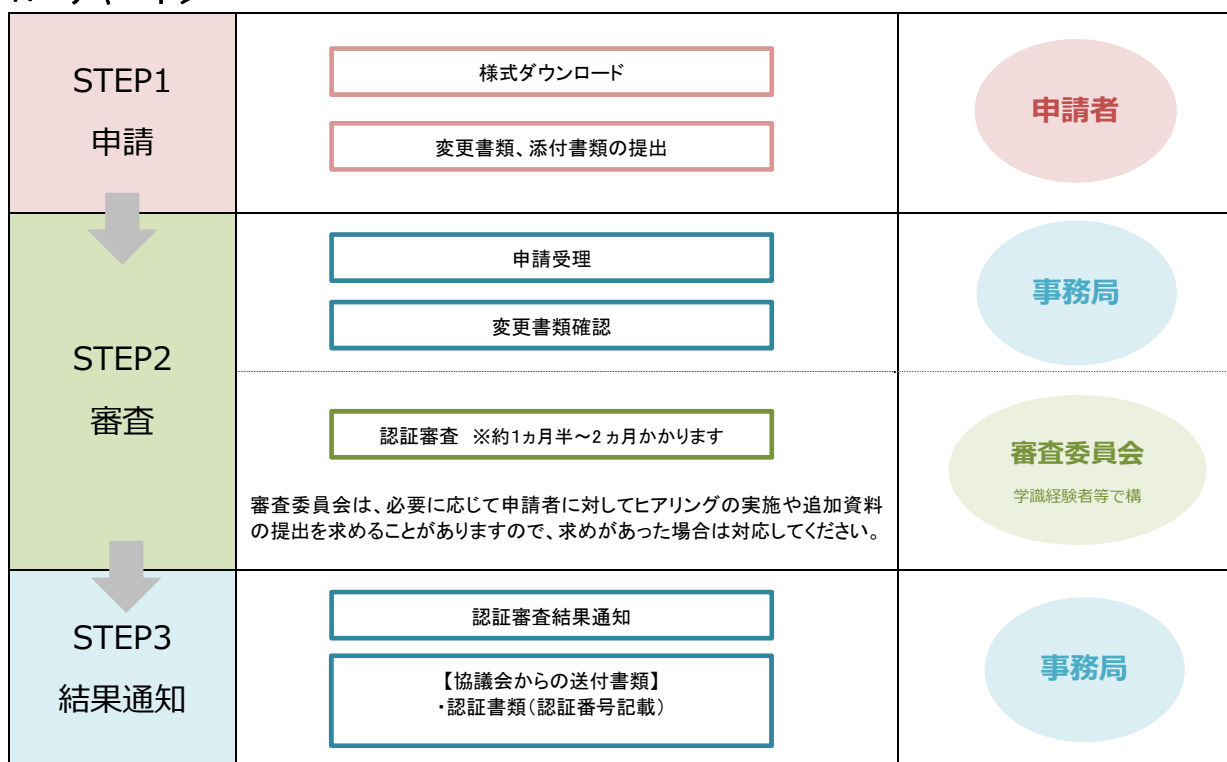 STEP1
申請
様式ダウンロード
変更書類、添付書類の提出
申請者
STEP2
審査
申請受理
変更書類確認
事務局
認証審査 ※約1ヵ月半～2ヵ月かかります
審査委員会は、必要に応じて申請者に対してヒアリングの実施や追加資料
の提出を求めることがありますので、求めがあった場合は対応してください。
審査委員会
学識経験者等で構
STEP3
結果通知
認証審査結果通知
【協議会からの送付書類】
・認証書類（認証番号記載）
事務局